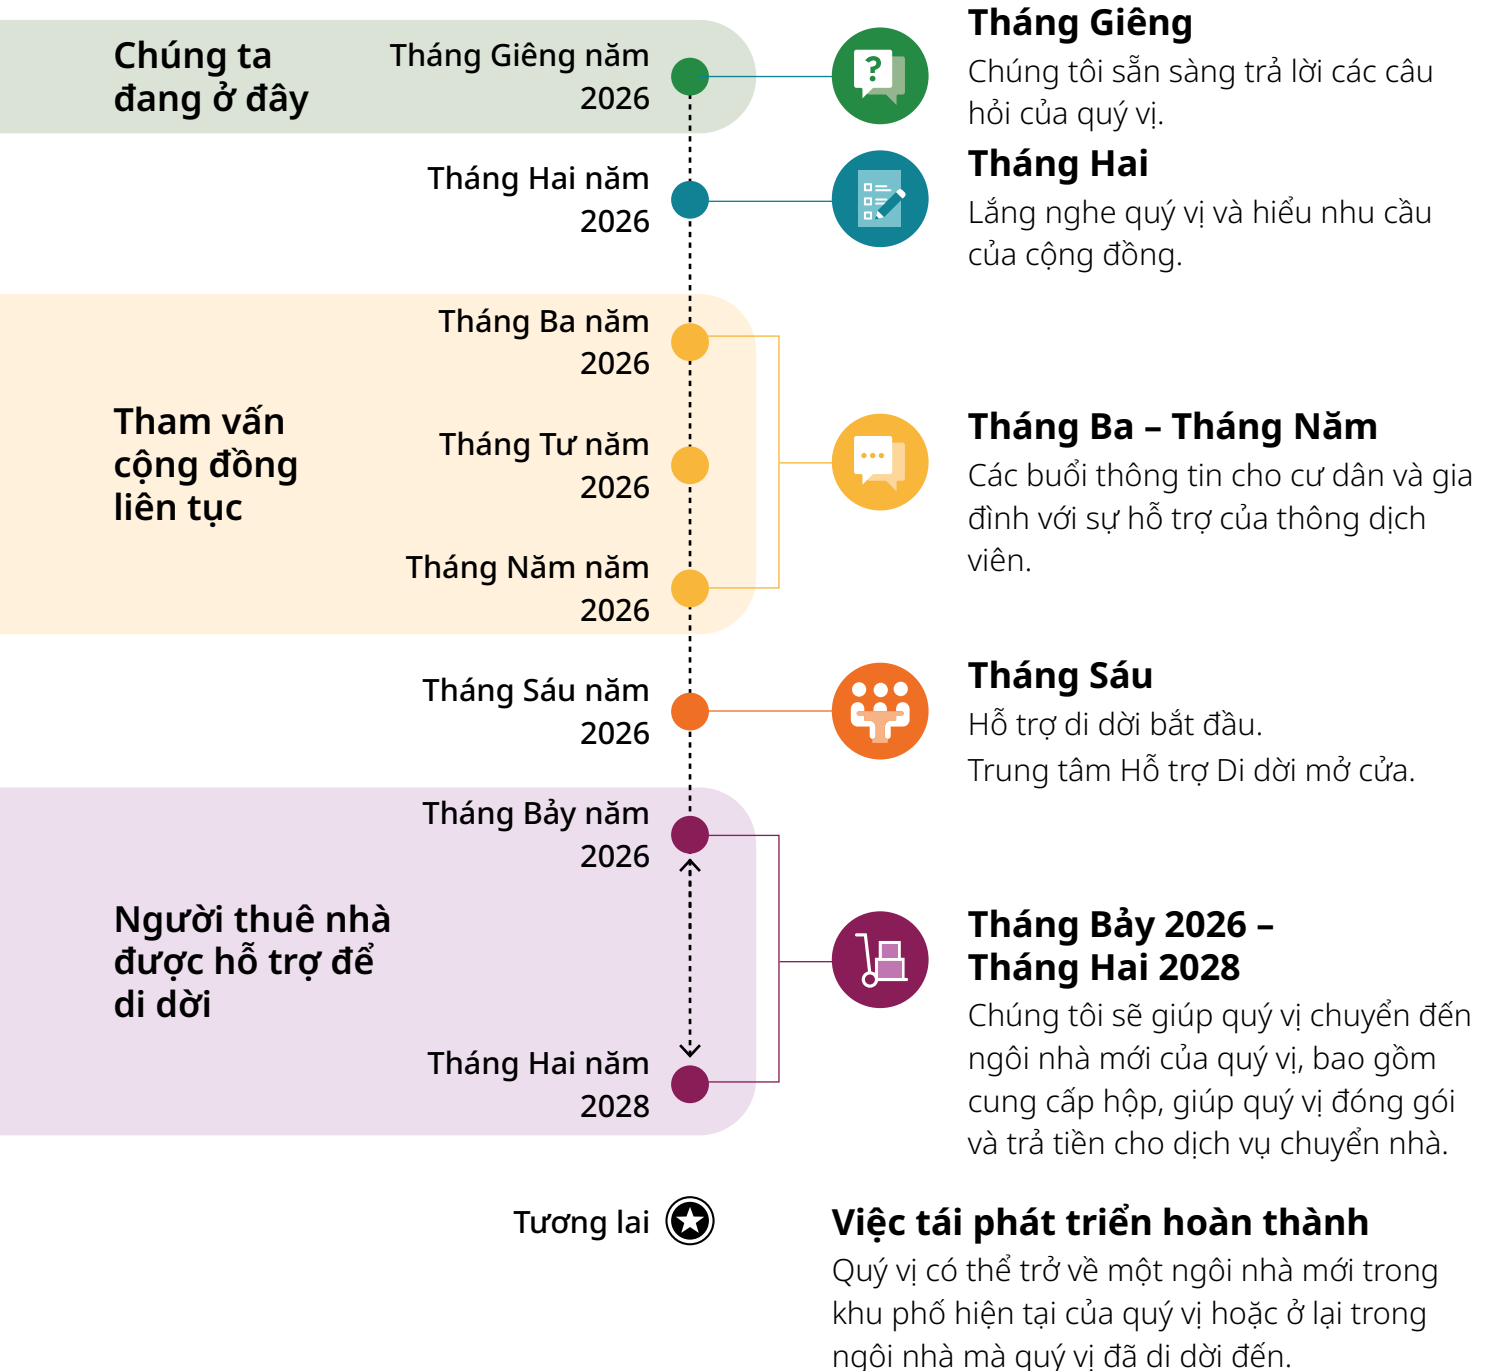 Chúng ta
đang ở đây
Tháng Giêng năm
2026
Tháng Giêng
Chúng tôi sẵn sàng trả lời các câu
hỏi của quý vị.
Tháng Hai năm
2026
Tháng Hai
Lắng nghe quý vị và hiểu nhu cầu
của cộng đồng.
Tham vấn
cộng đồng
liên tục
Tháng Ba năm
2026
Tháng Tư năm
2026
Tháng Năm năm
2026
Tháng Ba – Tháng Năm
Các buổi thông tin cho cư dân và gia
đình với sự hỗ trợ của thông dịch
viên.
Tháng Sáu năm
2026
Tháng Sáu
Hỗ trợ di dời bắt đầu.
Trung tâm Hỗ trợ Di dời mở cửa.
Người thuê nhà
được hỗ trợ để
di dời
Tháng Bảy năm
2026
Tháng Hai năm
2028
Tháng Bảy 2026 –
Tháng Hai 2028
Chúng tôi sẽ giúp quý vị chuyển đến
ngôi nhà mới của quý vị, bao gồm
cung cấp hộp, giúp quý vị đóng gói
và trả tiền cho dịch vụ chuyển nhà.
Tương lai
Việc tái phát triển hoàn thành
Quý vị có thể trở về một ngôi nhà mới trong
khu phố hiện tại của quý vị hoặc ở lại trong
ngôi nhà mà quý vị đã di dời đến.